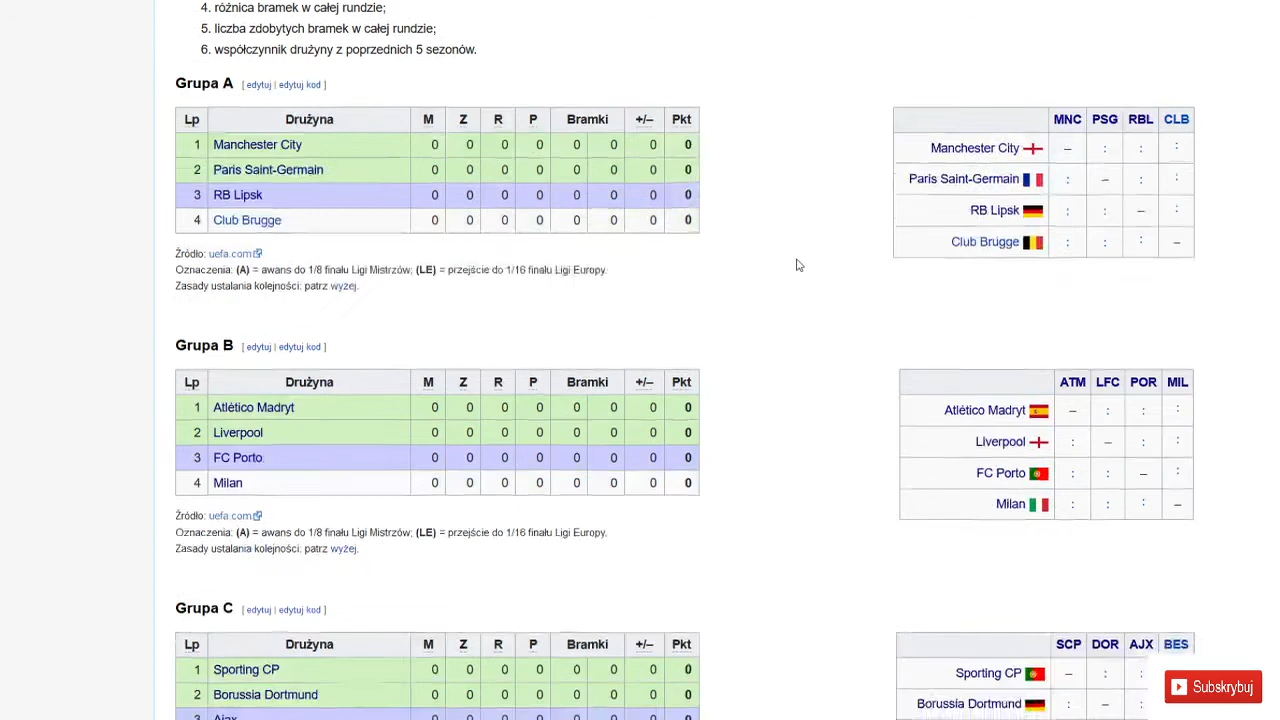 4. różnica bramek w całej rundzie;
5. liczba zdobytych bramek w całej rundzie;
6. współczynnik drużyny z poprzednich 5 sezonów.
Grupa A [ edytuj | edytuj kod ]
Lp Drużyna M Z R P Bramki +/– Pkt
1 Manchester City 0 0 0 0 0 0 0 0
2 Paris Saint-Germain 0 0 0 0 0 0 0 0
3 RB Lipsk 0 0 0 0 0 0 0 0
4 Club Brugge 0 0 0 0 0 0 0 0
MNC PSG RBL CLB
Manchester City – : : :
Paris Saint-Germain : – : :
RB Lipsk : : – :
Club Brugge : : : –
Źródło: uefa.com
Oznaczenia: (A) = awans do 1/8 finału Ligi Mistrzów; (LE) = przejście do 1/16 finału Ligi Europy.
Zasady ustalania kolejności: patrz wyżej.
Grupa B [ edytuj | edytuj kod ]
Lp Drużyna M Z R P Bramki +/– Pkt
1 Atlético Madryt 0 0 0 0 0 0 0 0
2 Liverpool 0 0 0 0 0 0 0 0
3 FC Porto 0 0 0 0 0 0 0 0
4 Milan 0 0 0 0 0 0 0 0
ATM LFC POR MIL
Atlético Madryt – : : :
Liverpool : – : :
FC Porto : : – :
Milan : : : –
Źródło: uefa.com
Oznaczenia: (A) = awans do 1/8 finału Ligi Mistrzów; (LE) = przejście do 1/16 finału Ligi Europy.
Zasady ustalania kolejności: patrz wyżej.
Grupa C [ edytuj | edytuj kod ]
Lp Drużyna M Z R P Bramki +/– Pkt
1 Sporting CP 0 0 0 0 0 0 0 0
2 Borussia Dortmund 0 0 0 0 0 0 0 0
3 Ajax
SCP DOR AJX BES
Sporting CP – : :
Borussia Dortmund : – :
Subskrybuj